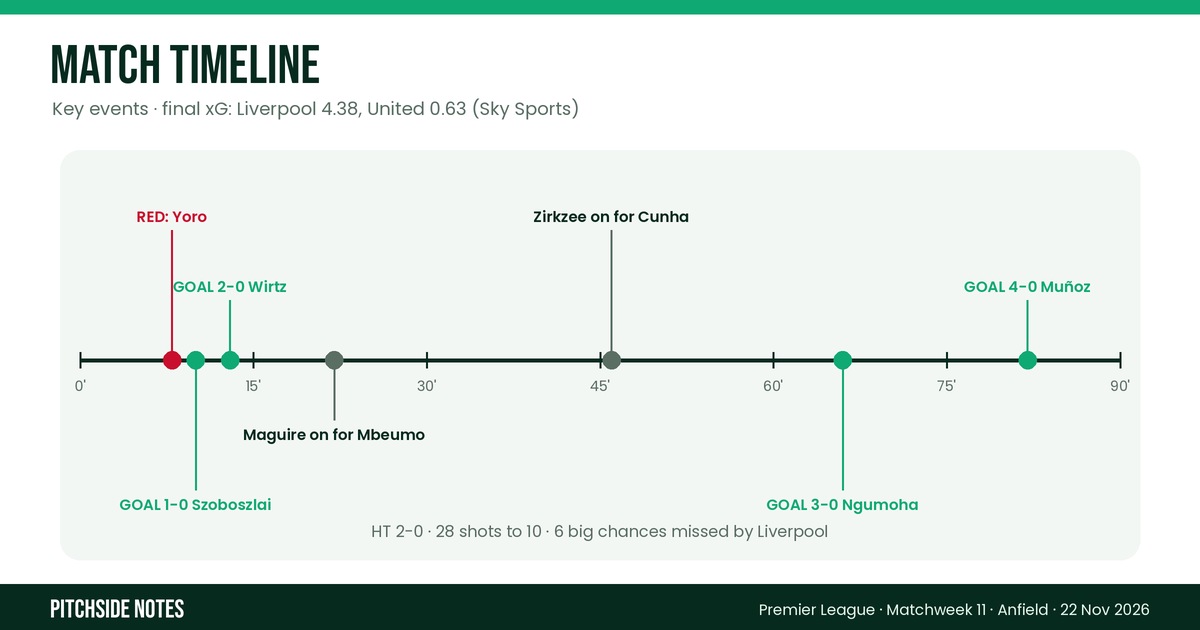 MATCH TIMELINE
Key events · final xG: Liverpool 4.38, United 0.63 (Sky Sports)
RED: Yoro
Zirkzee on for Cunha
GOAL 2-0 Wirtz
GOAL 4-0 Muñoz
0'
15'
30'
45'
60'
75'
90'
Maguire on for Mbeumo
GOAL 1-0 Szoboszlai
GOAL 3-0 Ngumoha
HT 2-0 · 28 shots to 10 · 6 big chances missed by Liverpool
PITCHSIDE NOTES
Premier League · Matchweek 11 · Anfield · 22 Nov 2026